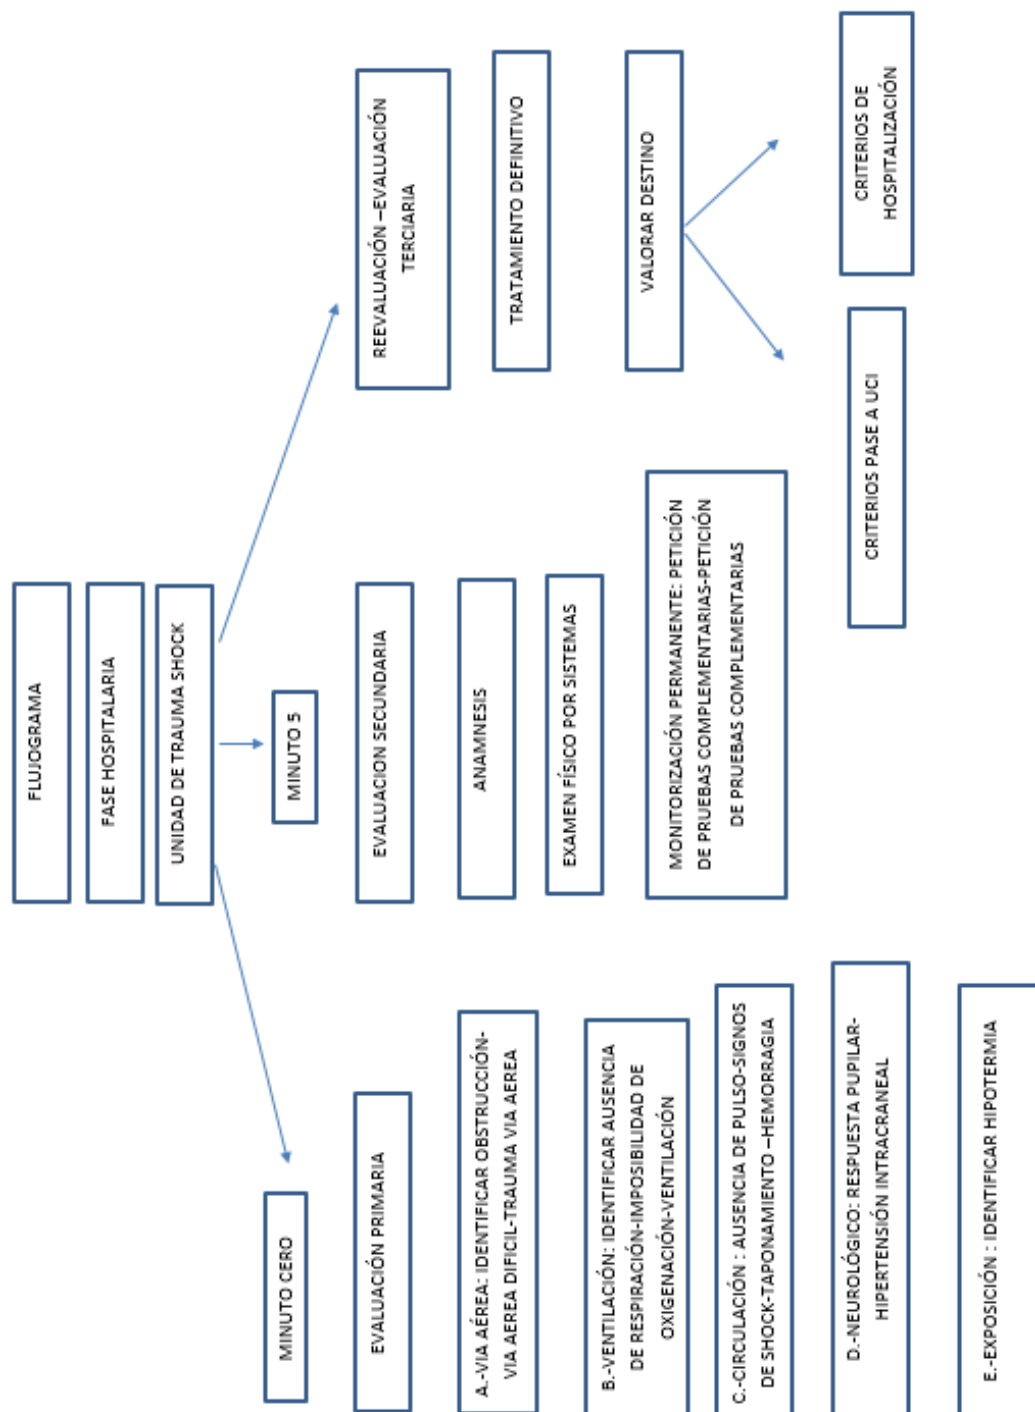 FLUJOGRAMA
FASE HOSPITALARIA
UNIDAD DE TRAUMA SHOCK
MINUTO CERO
EVALUACIÓN PRIMARIA
A.-VIA AÉREA: IDENTIFICAR OBSTRUCCIÓN-
VIA AEREA DIFICIL-TRAUMA VIA AEREA
B.-VENTILACIÓN: IDENTIFICAR AUSENCIA
DE RESPIRACIÓN-IMPOSIBILIDAD DE
OXIGENACIÓN-VENTILACIÓN
C.-CIRCULACIÓN : AUSENCIA DE PULSO-SIGNOS
DE SHOCK-TAPONAMIENTO –HEMORRAGIA
D.-NEUROLÓGICO: RESPUESTA PUPILAR-
HIPERTENSIÓN INTRACRANEAL
E.-EXPOSICIÓN : IDENTIFICAR HIPOTERMIA
MINUTO 5
EVALUACION SECUNDARIA
ANAMNESIS
EXAMEN FÍSICO POR SISTEMAS
MONITORIZACIÓN PERMANENTE: PETICIÓN
DE PRUEBAS COMPLEMENTARIAS-PETICIÓN
DE PRUEBAS COMPLEMENTARIAS
REEVALUACIÓN –EVALUACIÓN
TERCIARIA
TRATAMIENTO DEFINITIVO
VALORAR DESTINO
CRITERIOS PASE A UCI
CRITERIOS DE
HOSPITALIZACIÓN